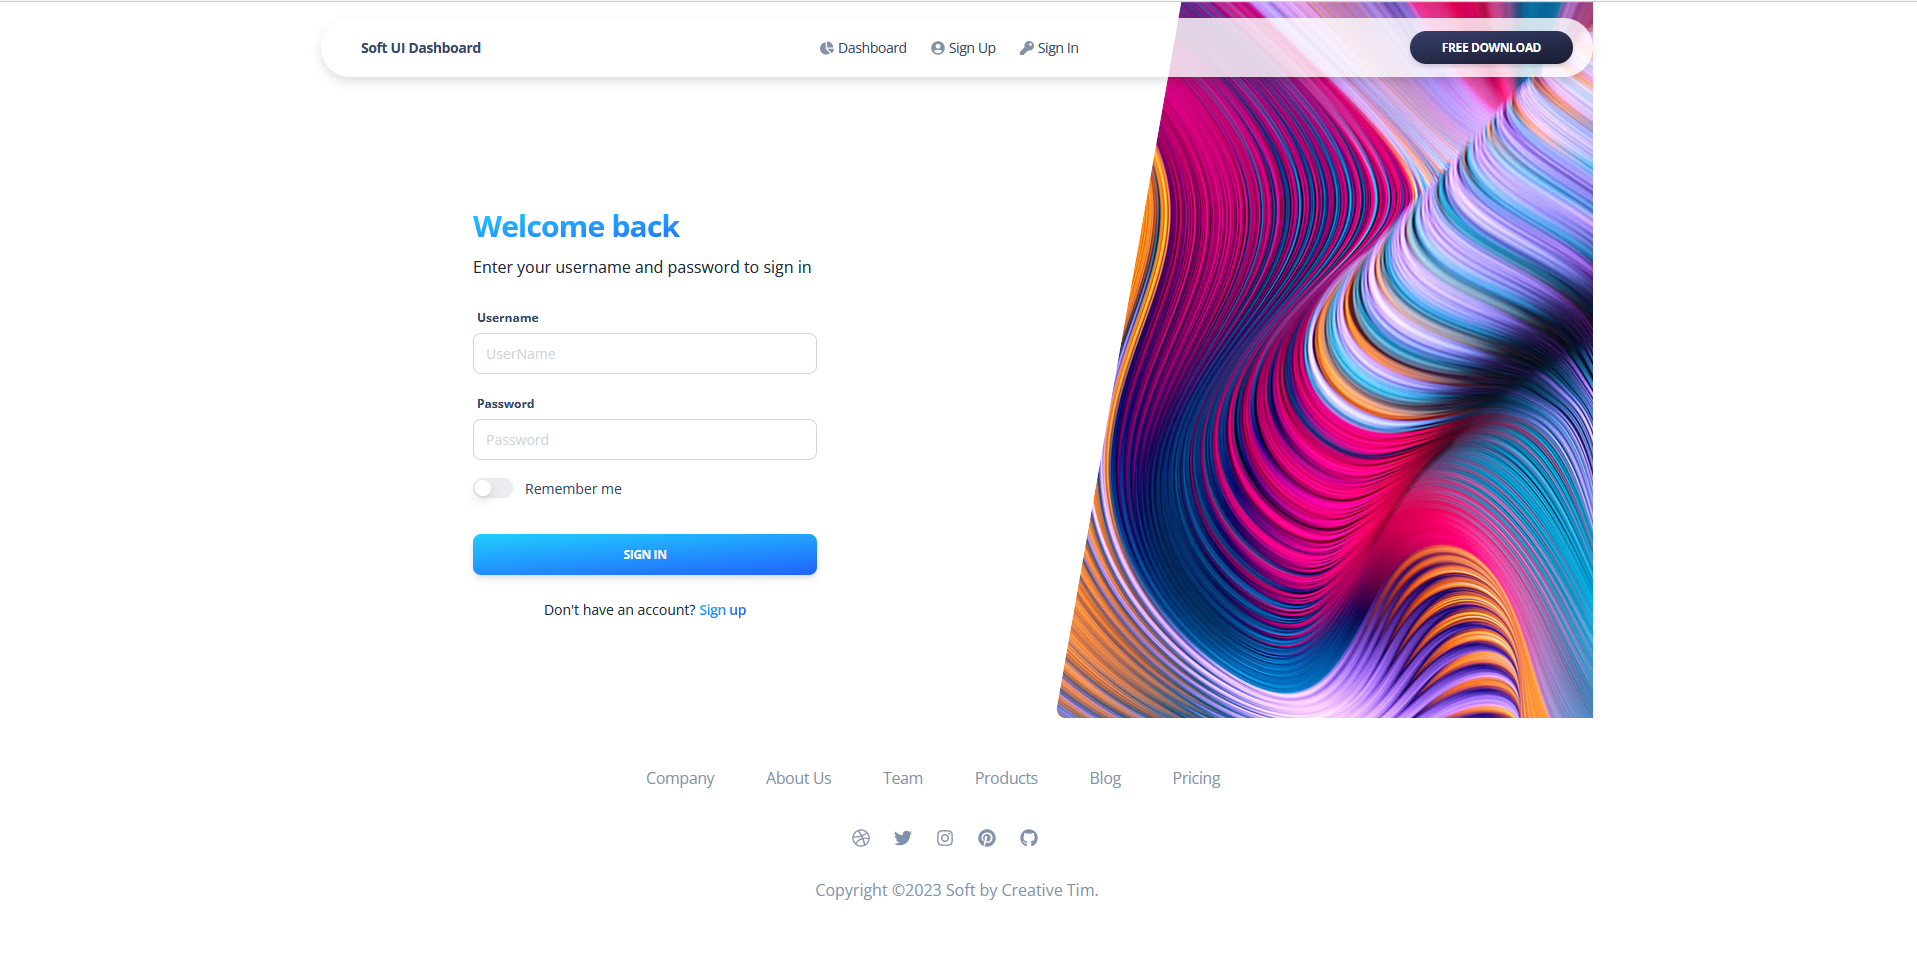 Soft UI Dashboard Dashboard Sign Up Sign In FREE DOWNLOAD
Welcome back
Enter your username and password to sign in
Username
UserName
Password
Password
Remember me
SIGN IN
Don't have an account? Sign up
Company About Us Team Products Blog Pricing
Copyright ©2023 Soft by Creative Tim.